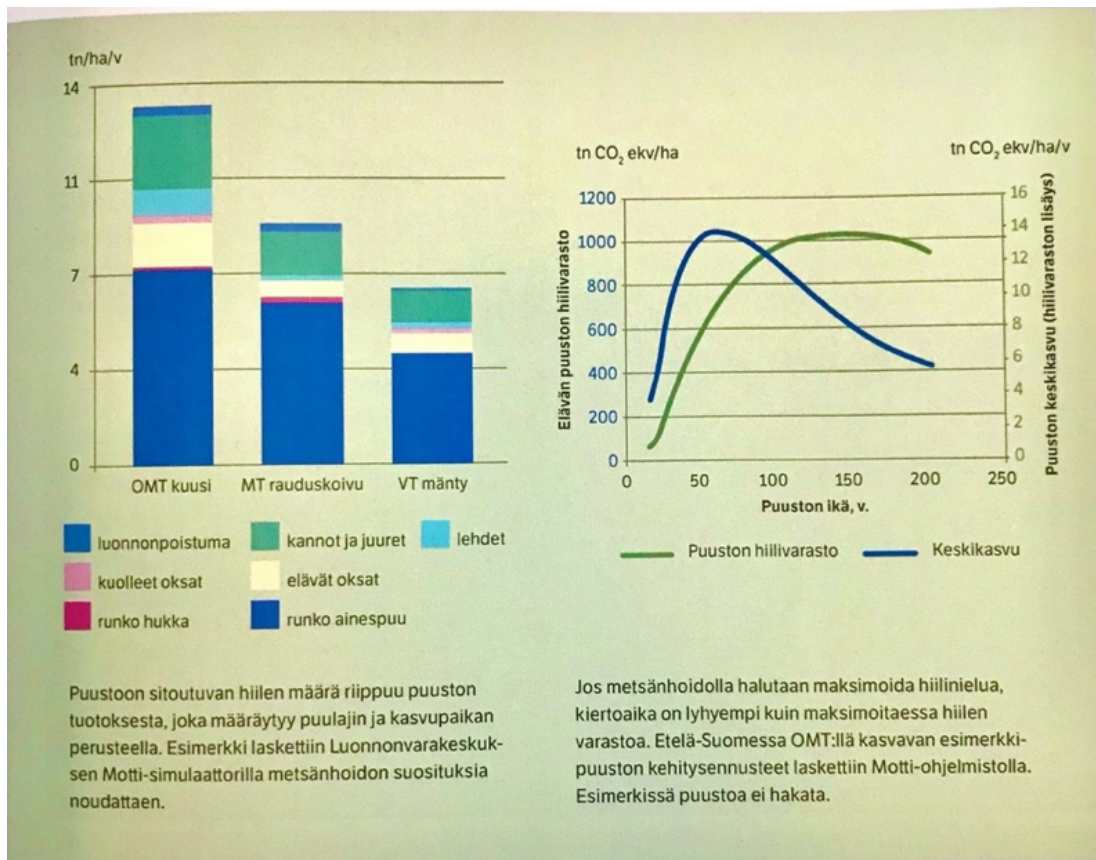 tn/ha/v
14
11
7
4
0
OMT kuusi MT rauduskoivu VT mänty
luonnonpoistuma kannot ja juuret lehdet
kuolleet oksat elävät oksat
runko hukka runko ainespuu
Puustoon sitoutuvan hiilen määrä riippuu puuston
tuotoksesta, joka määräytyy puulajin ja kasvupaikan
perusteella. Esimerkki laskettiin Luonnonvarakeskuk-
sen Motti-simulaattorilla metsänhoidon suosituksia
noudattaen.
tn CO₂ ekv/ha tn CO₂ ekv/ha/v
Elävän puuston hiilivarasto
1200
1000
800
600
400
200
0
16
14
12
10
8
6
4
2
0
Puuston keskikasvu (hiilivaraston lisäys)
0 50 100 150 200 250
Puuston ikä, v.
Puuston hiilivarasto Keskikasvu
Jos metsänhoidolla halutaan maksimoida hiilinielua,
kiertoaika on lyhyempi kuin maksimoitaessa hiilen
varastoa. Etelä-Suomessa OMT:llä kasvavan esimerkki-
puuston kehitysennusteet laskettiin Motti-ohjelmistolla.
Esimerkissä puustoa ei hakata.